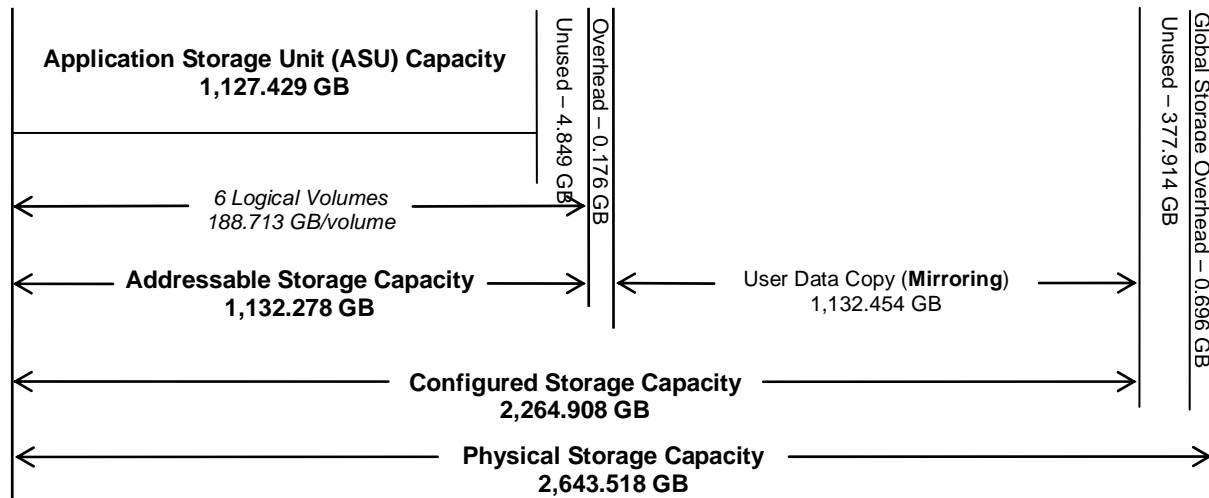 Application Storage Unit (ASU) Capacity
1,127.429 GB
Unused – 4.849 GB
Overhead – 0.176 GB
Unused – 377.914 GB
Global Storage Overhead – 0.696 GB
6 Logical Volumes
188.713 GB/volume
Addressable Storage Capacity
1,132.278 GB
User Data Copy (Mirroring)
1,132.454 GB
Configured Storage Capacity
2,264.908 GB
Physical Storage Capacity
2,643.518 GB